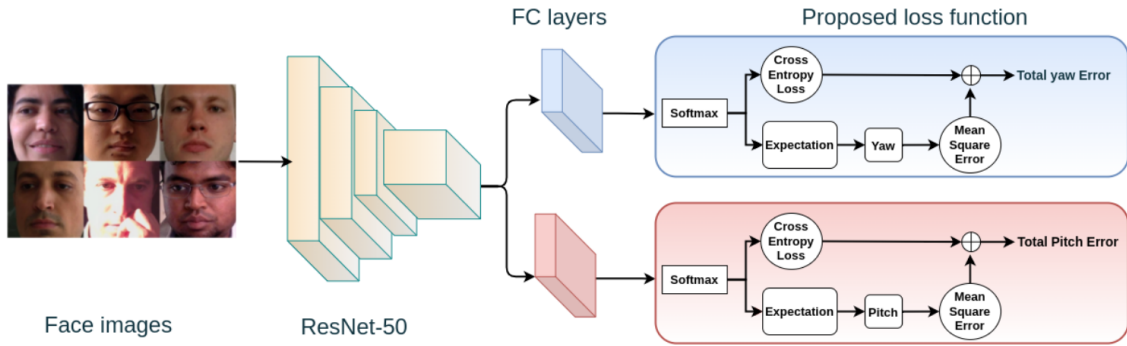 FC layers
Proposed loss function
Cross
Entropy
Loss
Total yaw Error
Softmax
Expectation
Yaw
Mean
Square
Error
Cross
Entropy
Loss
Total Pitch Error
Softmax
Expectation
Pitch
Mean
Square
Error
Face images
ResNet-50